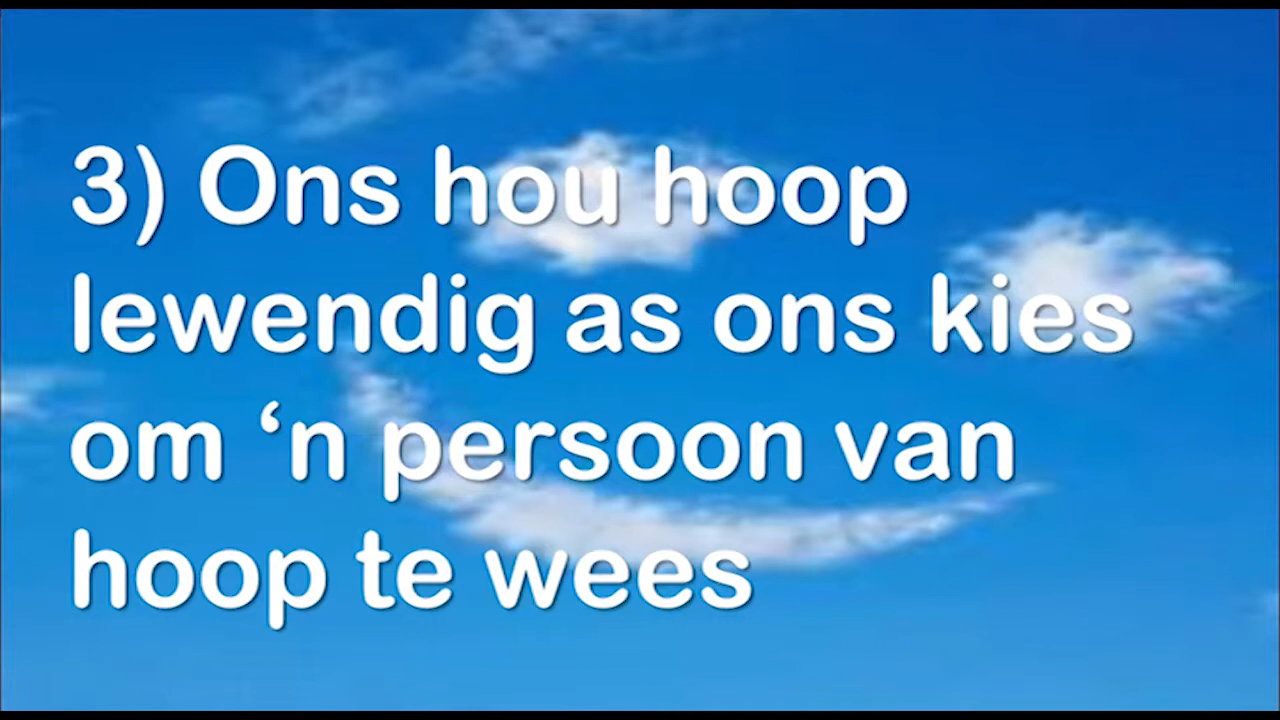 3) Ons hou hoop
lewendig as ons kies
om ‘n persoon van
hoop te wees